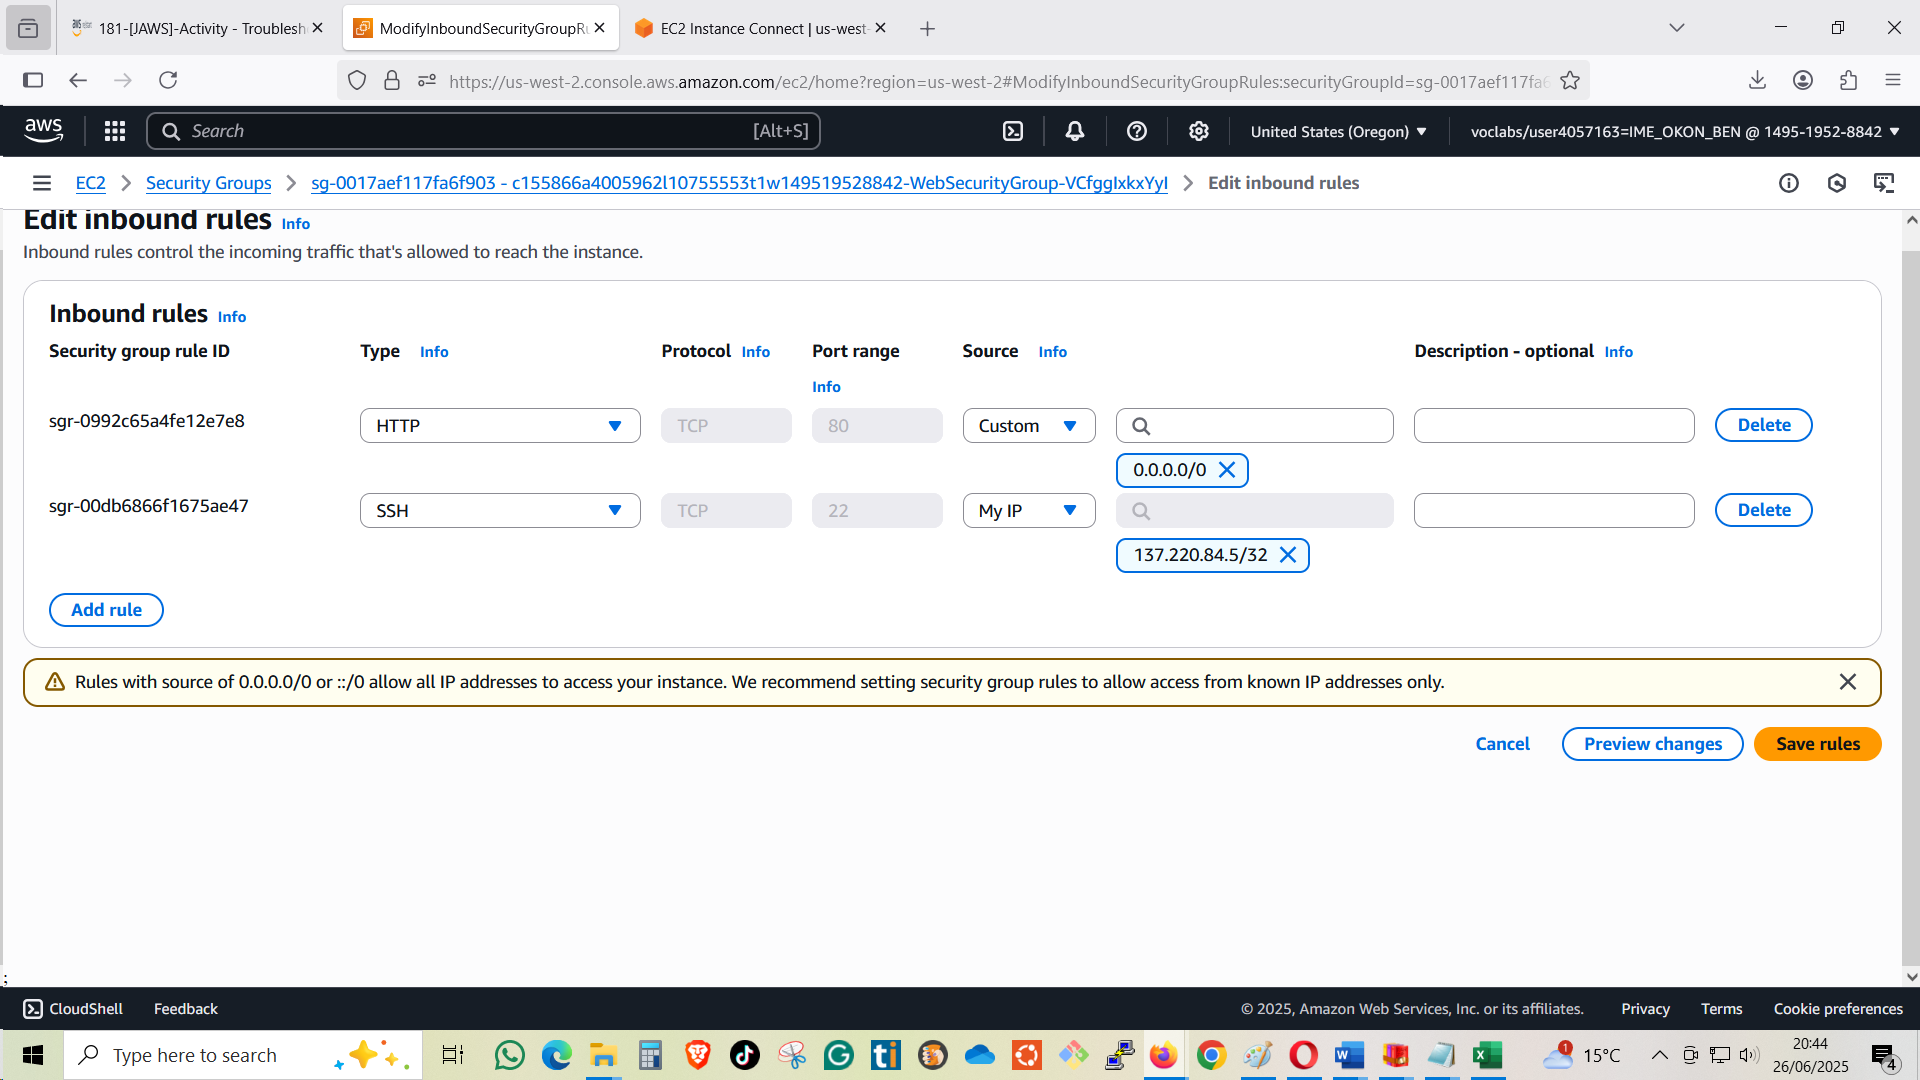 181-[JAWS]-Activity - Troublesh
ModifyInboundSecurityGroupRu
EC2 Instance Connect | us-west-
https://us-west-2.console.aws.amazon.com/ec2/home?region=us-west-2#ModifyInboundSecurityGroupRules:securityGroupId=sg-0017aef117fa6
aws
Search
[Alt+S]
United States (Oregon)
voclabs/user4057163=IME_OKON_BEN @ 1495-1952-8842
EC2
Security Groups
sg-0017aef117fa6f903 - c155866a4005962l10755553t1w149519528842-WebSecurityGroup-VCfggIxkxYyI
Edit inbound rules
Edit inbound rules Info
Inbound rules control the incoming traffic that's allowed to reach the instance.
Inbound rules Info
Security group rule ID
Type Info
Protocol Info
Port range
Info
Source Info
Description - optional Info
sgr-0992c65a4fe12e7e8
HTTP
TCP
80
Custom
Delete
0.0.0.0/0
sgr-00db6866f1675ae47
SSH
TCP
22
My IP
Delete
137.220.84.5/32
Add rule
Rules with source of 0.0.0.0/0 or ::/0 allow all IP addresses to access your instance. We recommend setting security group rules to allow access from known IP addresses only.
Cancel
Preview changes
Save rules
;
CloudShell
Feedback
© 2025, Amazon Web Services, Inc. or its affiliates.
Privacy
Terms
Cookie preferences
Type here to search
ti
1
15°C
20:44
26/06/2025
4